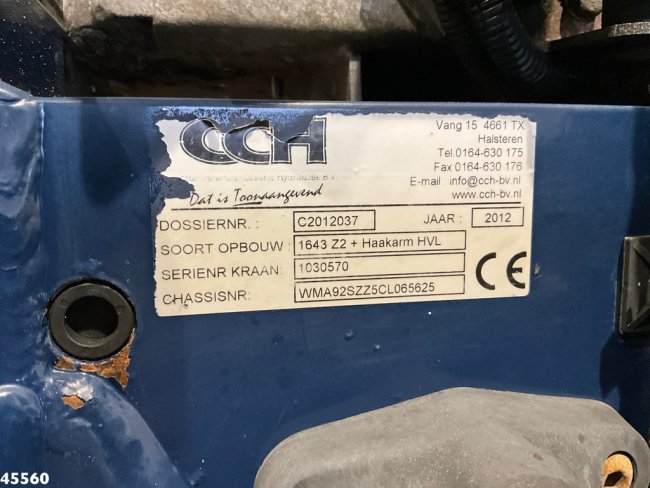 CCH
Vang 15 4661 TX
Halsteren
Tel.0164-630 175
Fax 0164-630 176
E-mail : info@cch-bv.nl
www.cch-bv.nl
Hydrauliek B.V.
Dat is Toonaangevend
DOSSIERNR. : C2012037 JAAR : 2012
SOORT OPBOUW : 1643 Z2 + Haakarm HVL
SERIENR KRAAN: 1030570
CHASSISNR: WMA92SZZ5CL065625
CE
45560